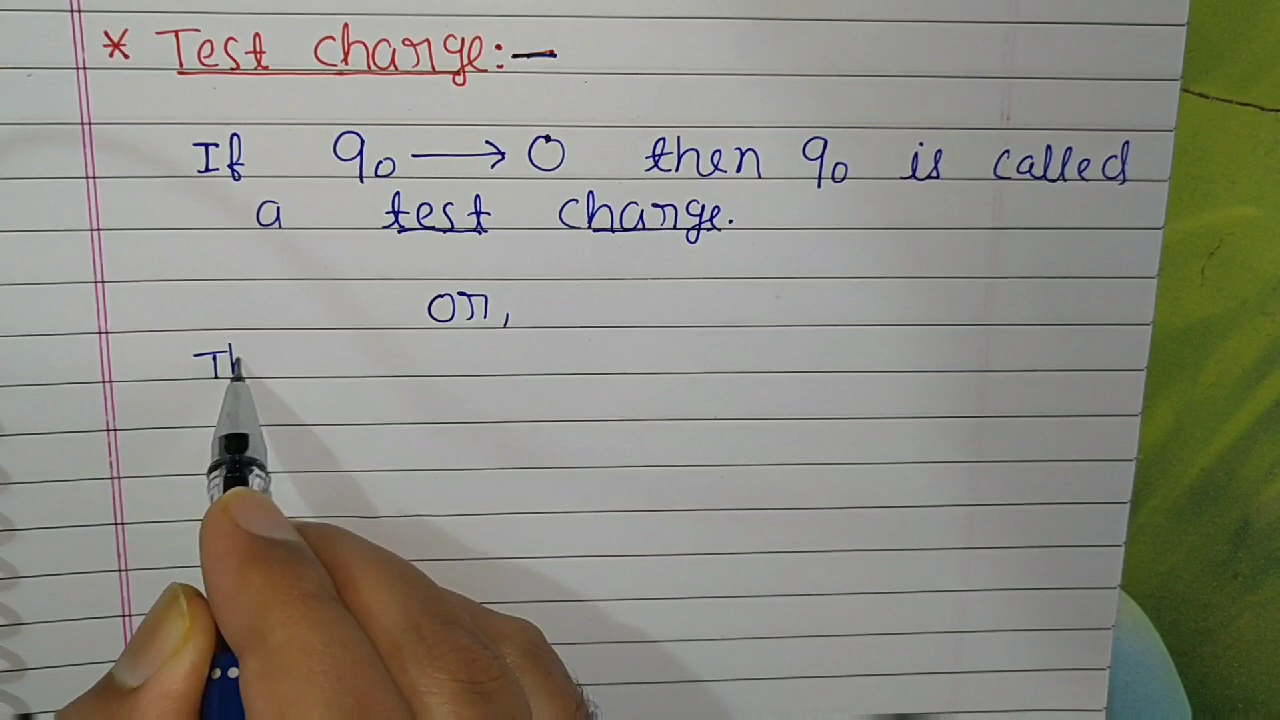 * Test charge:-
If q₀ → 0 then q₀ is called
a test charge.
or,
Th